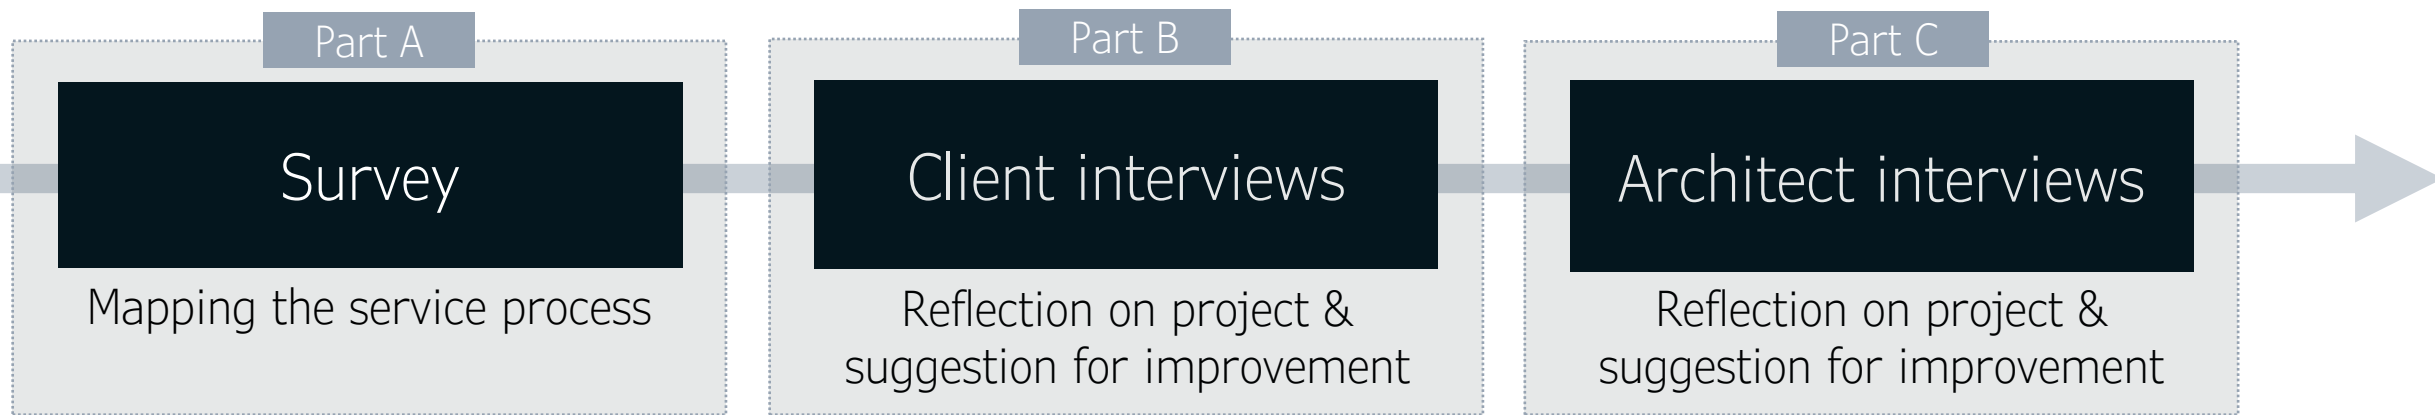 Part A
Survey
Mapping the service process
Part B
Client interviews
Reflection on project &
suggestion for improvement
Part C
Architect interviews
Reflection on project &
suggestion for improvement